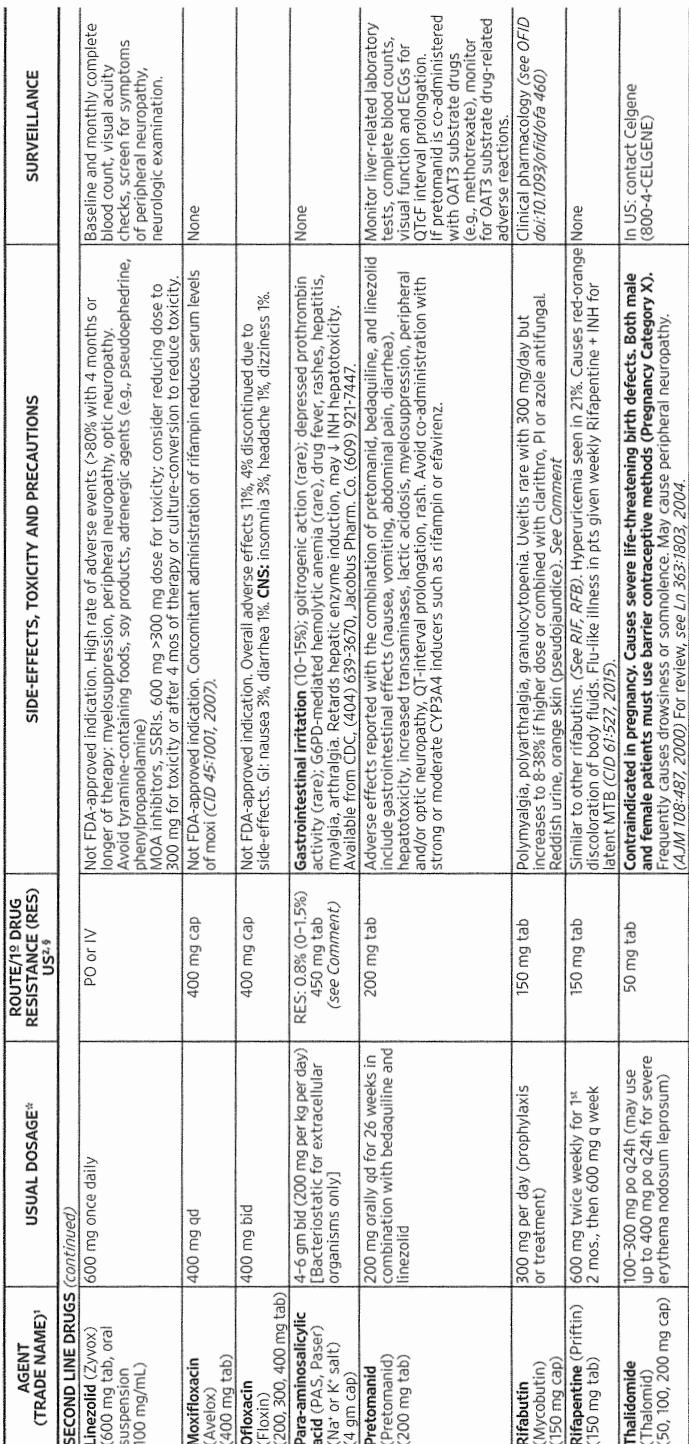 AGENT
(TRADE NAME)¹
USUAL DOSAGE*
ROUTE/1º DRUG
RESISTANCE (RES)
US²,§
SIDE-EFFECTS, TOXICITY AND PRECAUTIONS
SURVEILLANCE
SECOND LINE DRUGS (continued)
Linezolid (Zyvox)
(600 mg tab, oral
suspension
100 mg/mL)
600 mg once daily
PO or IV
Not FDA-approved indication. High rate of adverse events (>80% with 4 months or
longer of therapy: myelosuppression, peripheral neuropathy, optic neuropathy.
Avoid tyramine-containing foods, soy products, adrenergic agents (e.g., pseudoephedrine,
phenylpropanolamine)
MOA inhibitors, SSRIs. 600 mg >300 mg dose for toxicity; consider reducing dose to
300 mg for toxicity or after 4 mos of therapy or culture-conversion to reduce toxicity.
Baseline and monthly complete
blood count, visual acuity
checks, screen for symptoms
of peripheral neuropathy,
neurologic examination.
Moxifloxacin
(Avelox)
(400 mg tab)
400 mg qd
400 mg cap
Not FDA-approved indication. Concomitant administration of rifampin reduces serum levels
of moxi (CID 45:1001, 2007).
None
Ofloxacin
(Floxin)
(200, 300, 400 mg tab)
400 mg bid
400 mg cap
Not FDA-approved indication. Overall adverse effects 11%, 4% discontinued due to
side-effects. GI: nausea 3%, diarrhea 1%. CNS: insomnia 3%, headache 1%, dizziness 1%.
Para-aminosalicylic
acid (PAS, Paser)
(Na⁺ or K⁺ salt)
(4 gm cap)
4–6 gm bid (200 mg per kg per day)
[Bacteriostatic for extracellular
organisms only]
RES: 0.8% (0–1.5%)
450 mg tab
(see Comment)
Gastrointestinal irritation (10–15%); goitrogenic action (rare); depressed prothrombin
activity (rare); G6PD-mediated hemolytic anemia (rare), drug fever, rashes, hepatitis,
myalgia, arthralgia. Retards hepatic enzyme induction, may ↓ INH hepatotoxicity.
Available from CDC, (404) 639-3670, Jacobus Pharm. Co. (609) 921-7447.
None
Pretomanid
(Pretomanid)
(200 mg tab)
200 mg orally qd for 26 weeks in
combination with bedaquiline and
linezolid
200 mg tab
Adverse effects reported with the combination of pretomanid, bedaquiline, and linezolid
include gastrointestinal effects (nausea, vomiting, abdominal pain, diarrhea),
hepatotoxicity, increased transaminases, lactic acidosis, myelosuppression, peripheral
and/or optic neuropathy, QT-interval prolongation, rash. Avoid co-administration with
strong or moderate CYP3A4 inducers such as rifampin or efavirenz.
Monitor liver-related laboratory
tests, complete blood counts,
visual function and ECGs for
QTcF interval prolongation.
If pretomanid is co-administered
with OAT3 substrate drugs
(e.g., methotrexate), monitor
for OAT3 substrate drug-related
adverse reactions.
Rifabutin
(Mycobutin)
(150 mg cap)
300 mg per day (prophylaxis
or treatment)
150 mg tab
Polymyalgia, polyarthralgia, granulocytopenia. Uveitis rare with 300 mg/day but
increases to 8-38% if higher dose or combined with clarithro, PI or azole antifungal.
Reddish urine, orange skin (pseudojaundice). See Comment
Clinical pharmacology (see OFID
doi:10.1093/ofid/ofa 460)
Rifapentine (Priftin)
(150 mg tab)
600 mg twice weekly for 1st
2 mos., then 600 mg q week
150 mg tab
Similar to other rifabutins. (See RIF, RFB). Hyperuricemia seen in 21%. Causes red-orange
discoloration of body fluids. Flu-like illness in pts given weekly Rifapentine + INH for
latent MTB (CID 61:527, 2015).
None
Thalidomide
(Thalomid)
(50, 100, 200 mg cap)
100–300 mg po q24h (may use
up to 400 mg po q24h for severe
erythema nodosum leprosum)
50 mg tab
Contraindicated in pregnancy. Causes severe life-threatening birth defects. Both male
and female patients must use barrier contraceptive methods (Pregnancy Category X).
Frequently causes drowsiness or somnolence. May cause peripheral neuropathy.
(AJM 108:487, 2000) For review, see Ln 363:1803, 2004.
In US: contact Celgene
(800-4-CELGENE)